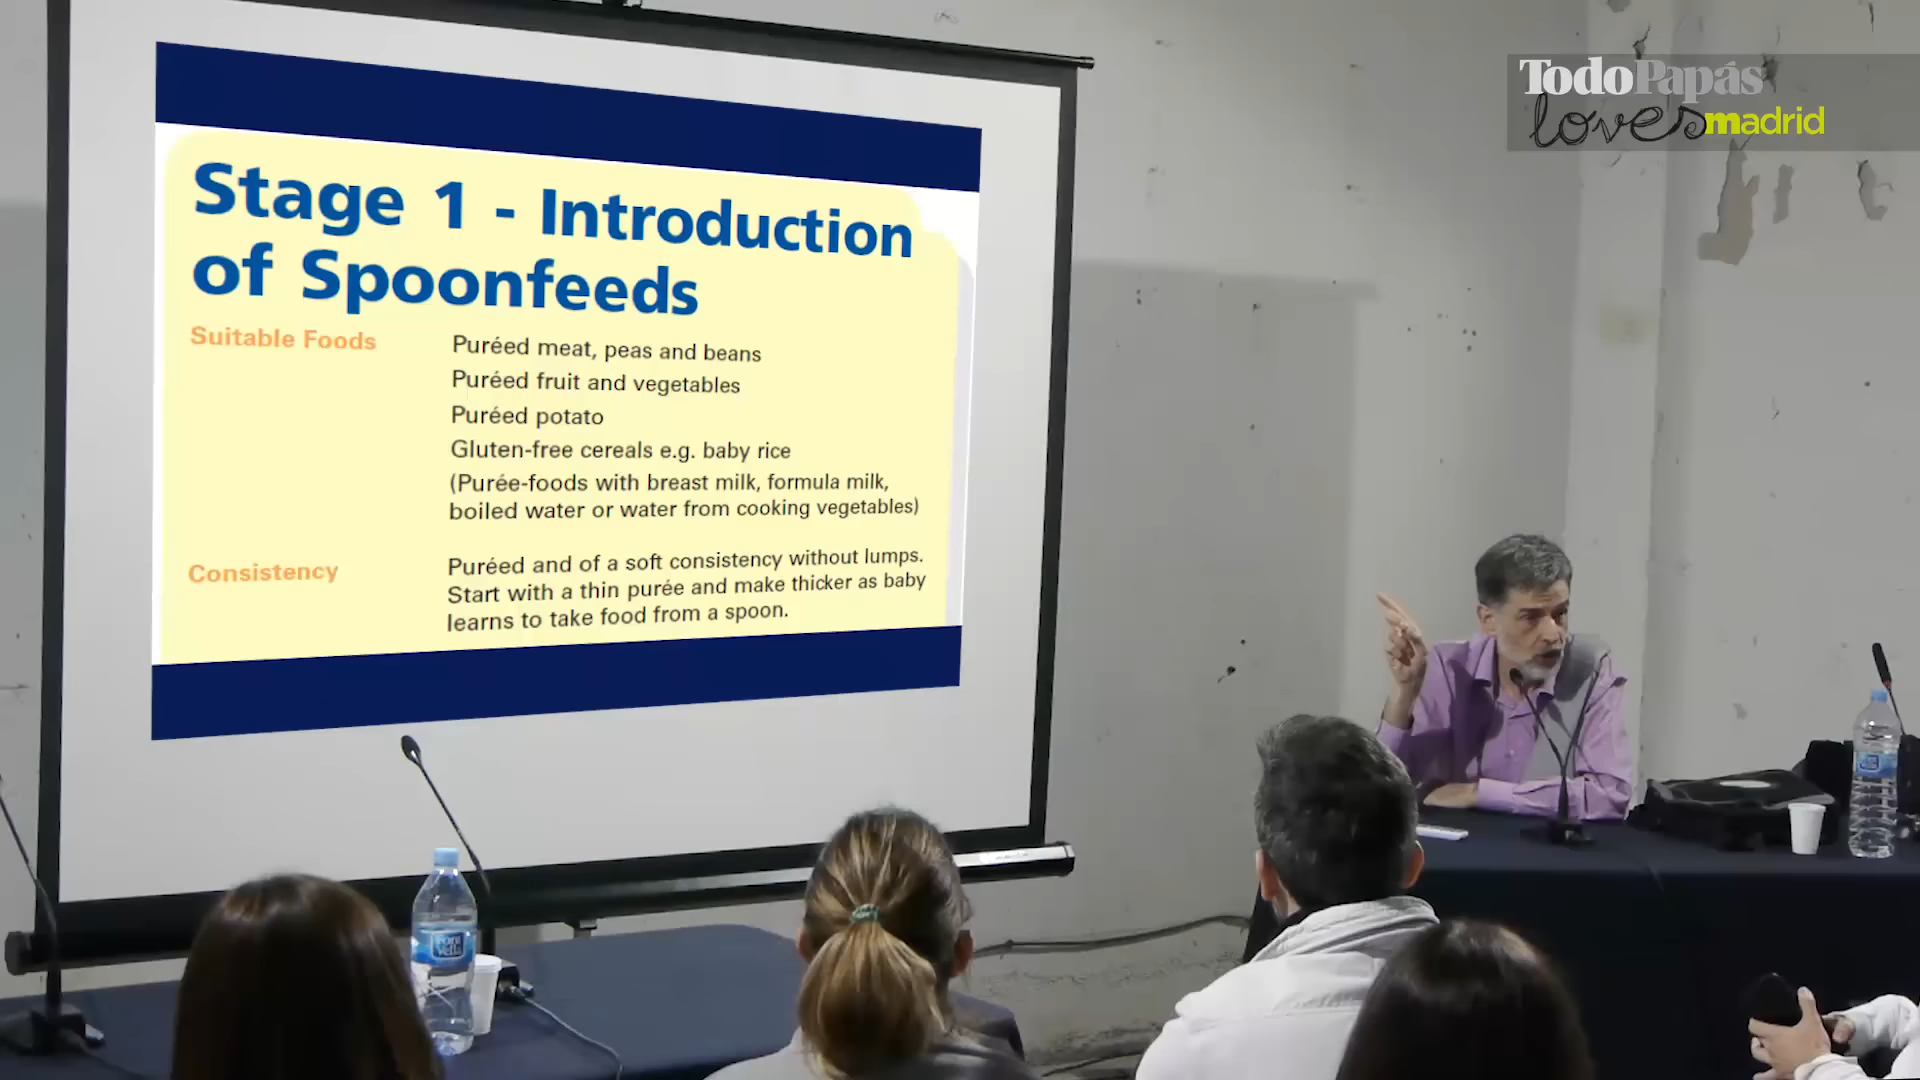 TodoPapás
loves madrid
Stage 1 - Introduction
of Spoonfeeds
Suitable Foods
Puréed meat, peas and beans
Puréed fruit and vegetables
Puréed potato
Gluten-free cereals e.g. baby rice
(Purée-foods with breast milk, formula milk,
boiled water or water from cooking vegetables)
Consistency
Puréed and of a soft consistency without lumps.
Start with a thin purée and make thicker as baby
learns to take food from a spoon.
Font
Vella